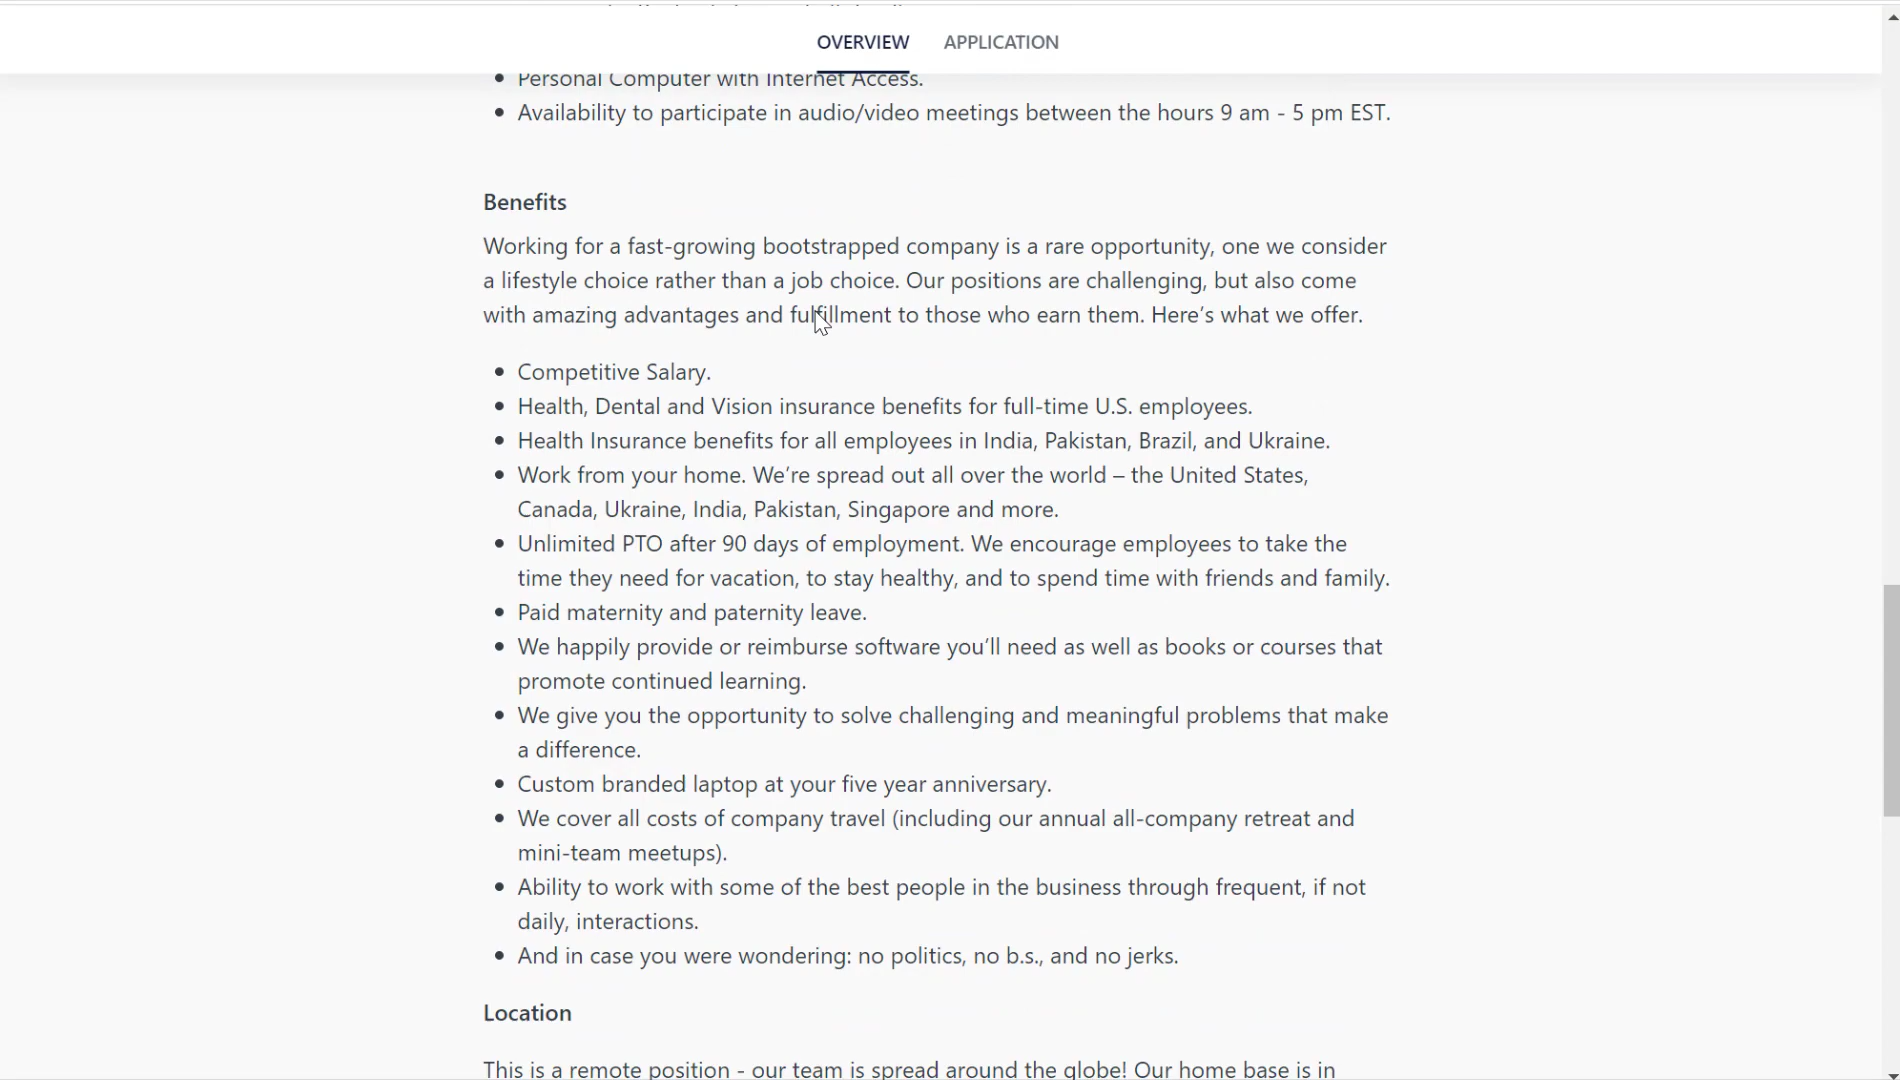 OVERVIEW APPLICATION
• Personal Computer with Internet Access.
• Availability to participate in audio/video meetings between the hours 9 am - 5 pm EST.
Benefits
Working for a fast-growing bootstrapped company is a rare opportunity, one we consider
a lifestyle choice rather than a job choice. Our positions are challenging, but also come
with amazing advantages and fulfillment to those who earn them. Here’s what we offer.
• Competitive Salary.
• Health, Dental and Vision insurance benefits for full-time U.S. employees.
• Health Insurance benefits for all employees in India, Pakistan, Brazil, and Ukraine.
• Work from your home. We’re spread out all over the world – the United States,
Canada, Ukraine, India, Pakistan, Singapore and more.
• Unlimited PTO after 90 days of employment. We encourage employees to take the
time they need for vacation, to stay healthy, and to spend time with friends and family.
• Paid maternity and paternity leave.
• We happily provide or reimburse software you’ll need as well as books or courses that
promote continued learning.
• We give you the opportunity to solve challenging and meaningful problems that make
a difference.
• Custom branded laptop at your five year anniversary.
• We cover all costs of company travel (including our annual all-company retreat and
mini-team meetups).
• Ability to work with some of the best people in the business through frequent, if not
daily, interactions.
• And in case you were wondering: no politics, no b.s., and no jerks.
Location
This is a remote position - our team is spread around the globe! Our home base is in